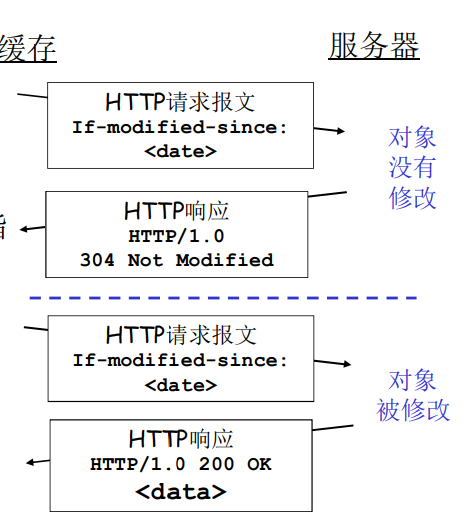 缓存
服务器
HTTP请求报文
If-modified-since:
<date>
对象
没有
修改
HTTP响应
HTTP/1.0
304 Not Modified
HTTP请求报文
If-modified-since:
<date>
对象
被修改
HTTP响应
HTTP/1.0 200 OK
<data>